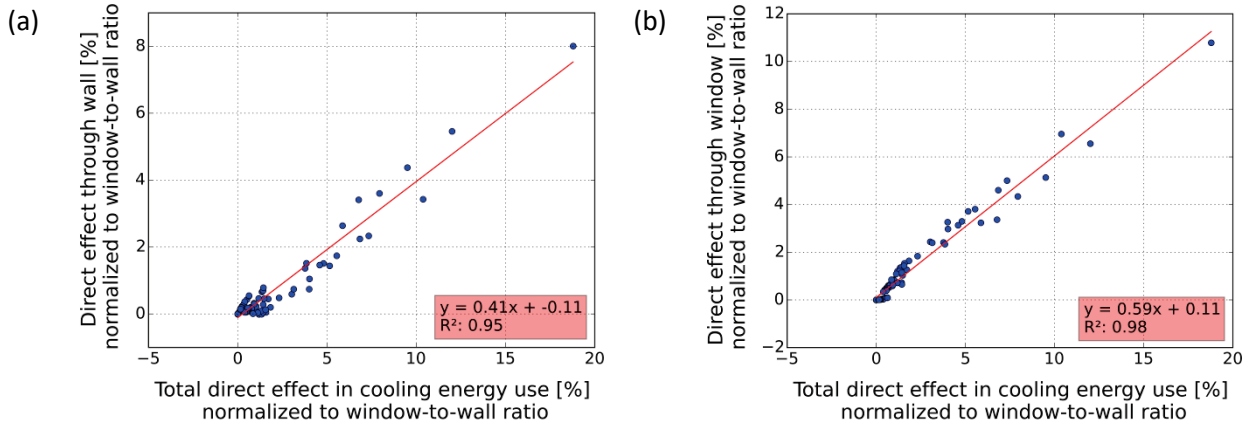 (a)
Direct effect through wall [%]
normalized to window-to-wall ratio
8
6
4
2
0
−5
0
5
10
15
20
y = 0.41x + -0.11
R²: 0.95
Total direct effect in cooling energy use [%]
normalized to window-to-wall ratio
(b)
Direct effect through window [%]
normalized to window-to-wall ratio
12
10
8
6
4
2
0
−2
−5
0
5
10
15
20
y = 0.59x + 0.11
R²: 0.98
Total direct effect in cooling energy use [%]
normalized to window-to-wall ratio